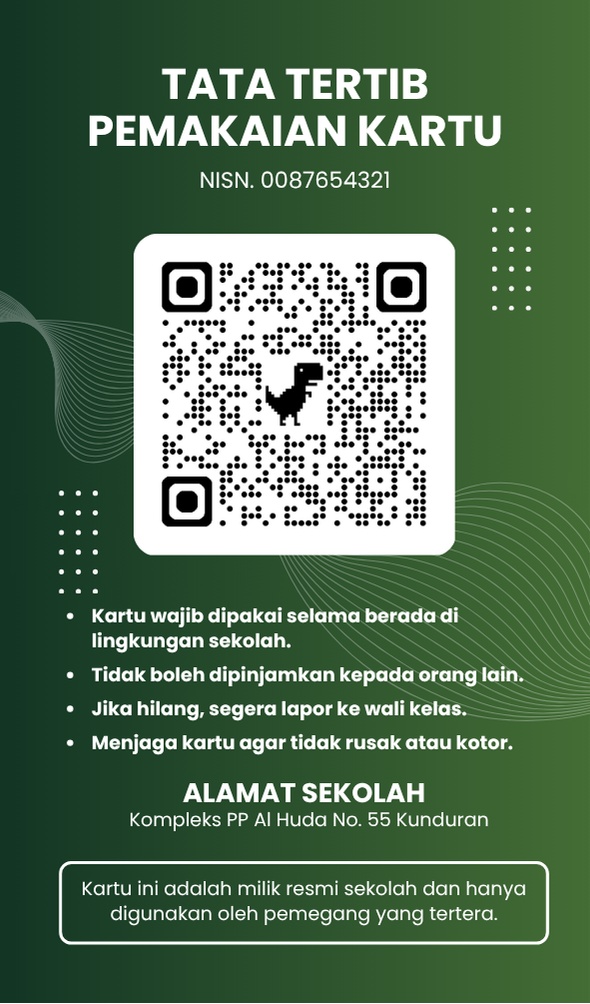 TATA TERTIB
PEMAKAIAN KARTU
NISN. 0087654321
• Kartu wajib dipakai selama berada di
lingkungan sekolah.
• Tidak boleh dipinjamkan kepada orang lain.
• Jika hilang, segera lapor ke wali kelas.
• Menjaga kartu agar tidak rusak atau kotor.
ALAMAT SEKOLAH
Kompleks PP Al Huda No. 55 Kunduran
Kartu ini adalah milik resmi sekolah dan hanya
digunakan oleh pemegang yang tertera.